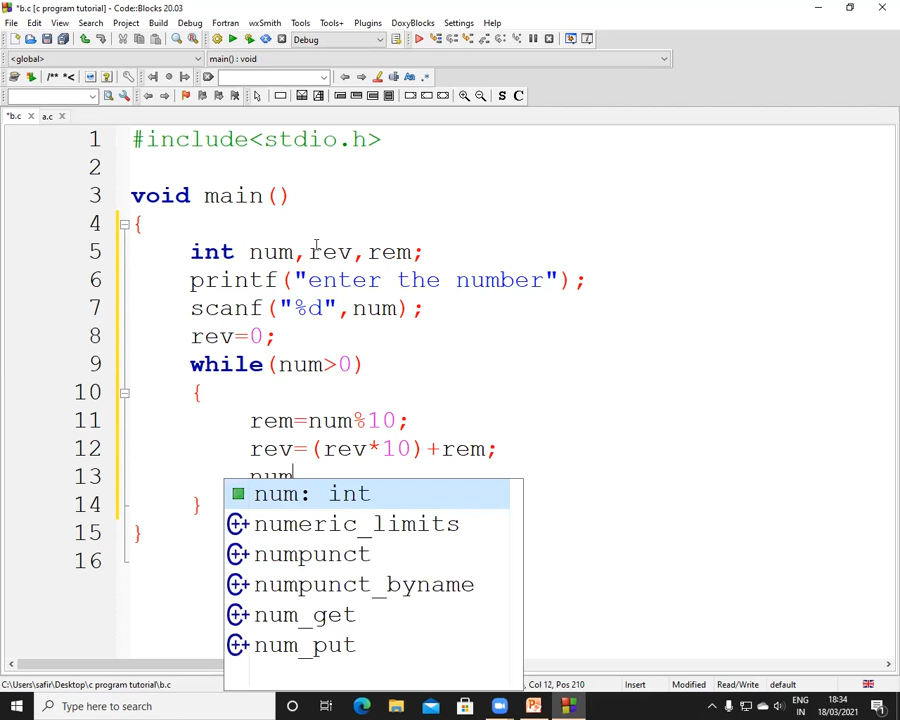 *b.c [c program tutorial] - Code::Blocks 20.03
File Edit View Search Project Build Debug Fortran wxSmith Tools Tools+ Plugins DoxyBlocks Settings Help
Debug
<global> main() : void
/** *<
S C
*b.c a.c
1 #include<stdio.h>
2
3 void main()
4 {
5 int num,rev,rem;
6 printf("enter the number");
7 scanf("%d",num);
8 rev=0;
9 while(num>0)
10 {
11 rem=num%10;
12 rev=(rev*10)+rem;
13 num
14 }
15 }
16
num: int
numeric_limits
numpunct
numpunct_byname
num_get
num_put
C:\Users\safir\Desktop\c program tutorial\b.c Col 12, Pos 210 Insert Modified Read/Write default
Type here to search
ENG
IN
18:34
18/03/2021